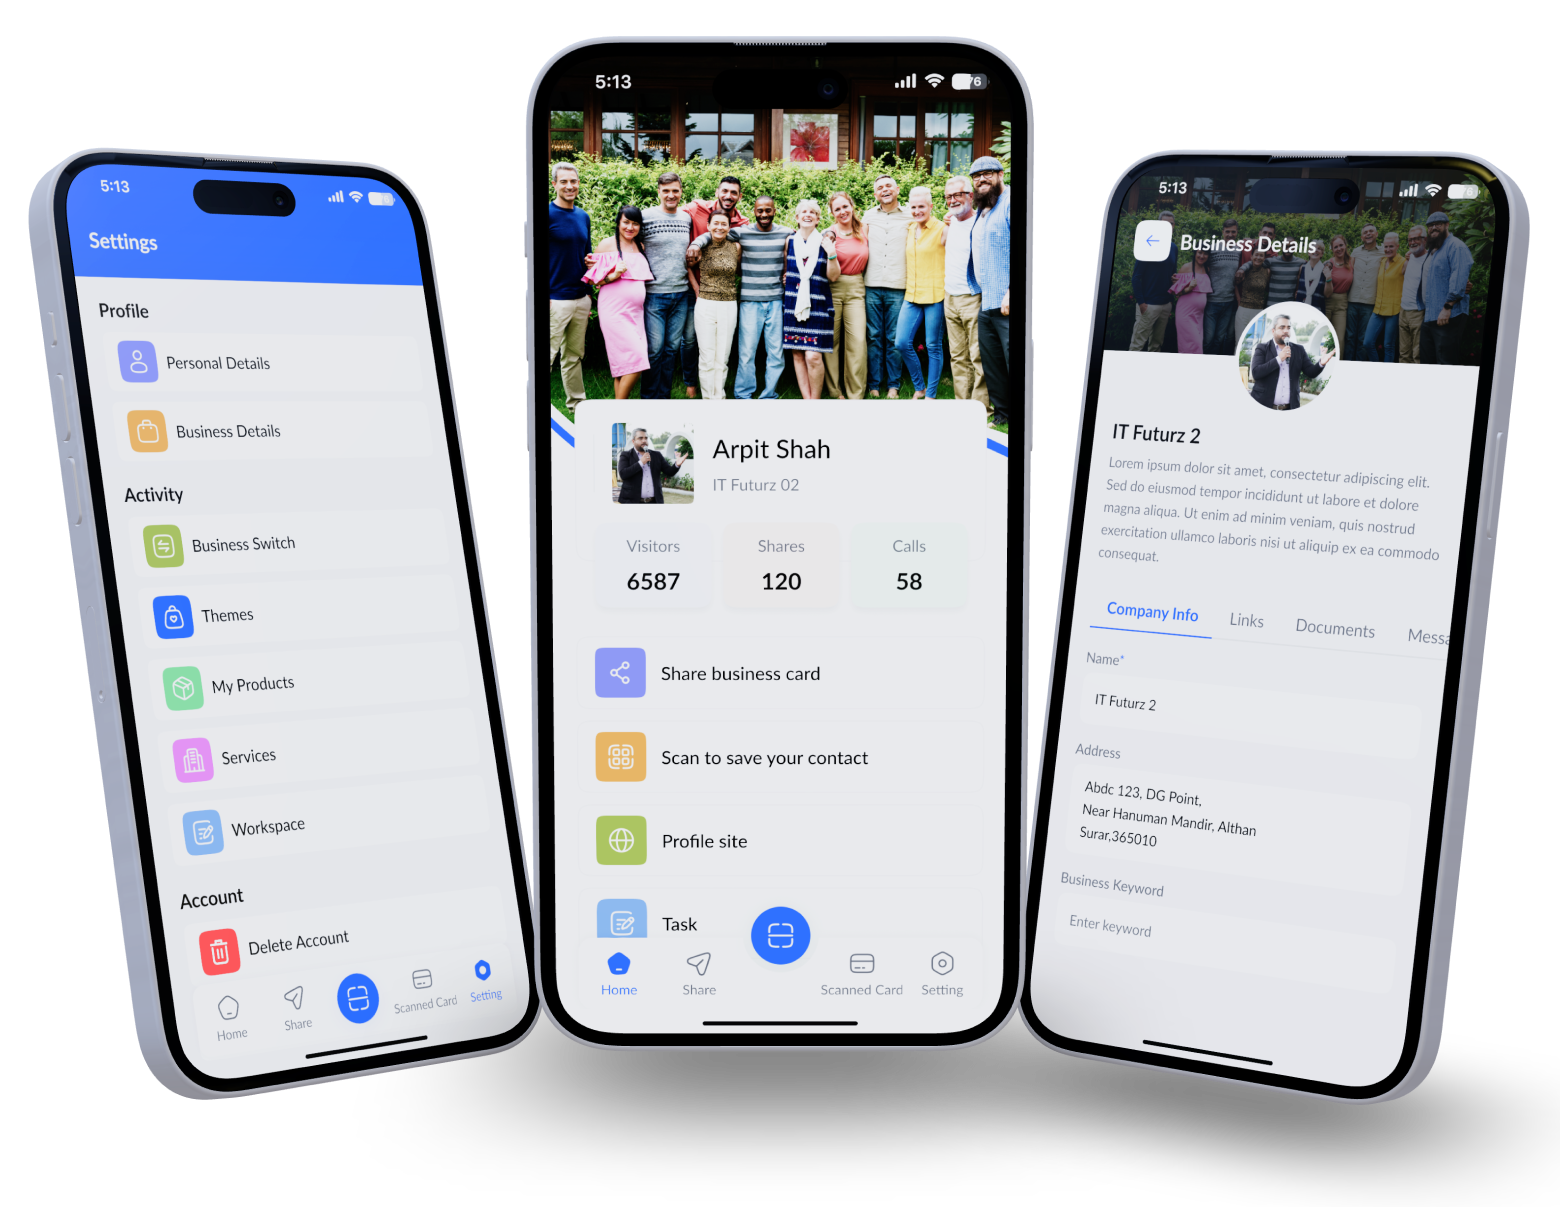 5:13
Settings
Profile
Personal Details
Business Details
Activity
Business Switch
Themes
My Products
Services
Workspace
Account
Delete Account
Home
Share
Scanned Card
Setting
5:13
76
Arpit Shah
IT Futurz 02
Visitors
Shares
Calls
6587
120
58
Share business card
Scan to save your contact
Profile site
Task
Home
Share
Scanned Card
Setting
5:13
Business Details
IT Futurz 2
Lorem ipsum dolor sit amet, consectetur adipiscing elit.
Sed do eiusmod tempor incididunt ut labore et dolore
magna aliqua. Ut enim ad minim veniam, quis nostrud
exercitation ullamco laboris nisi ut aliquip ex ea commodo
consequat.
Company Info
Links
Documents
Messa
Name*
IT Futurz 2
Address
Abdc 123, DG Point,
Near Hanuman Mandir, Althan
Surar,365010
Business Keyword
Enter keyword